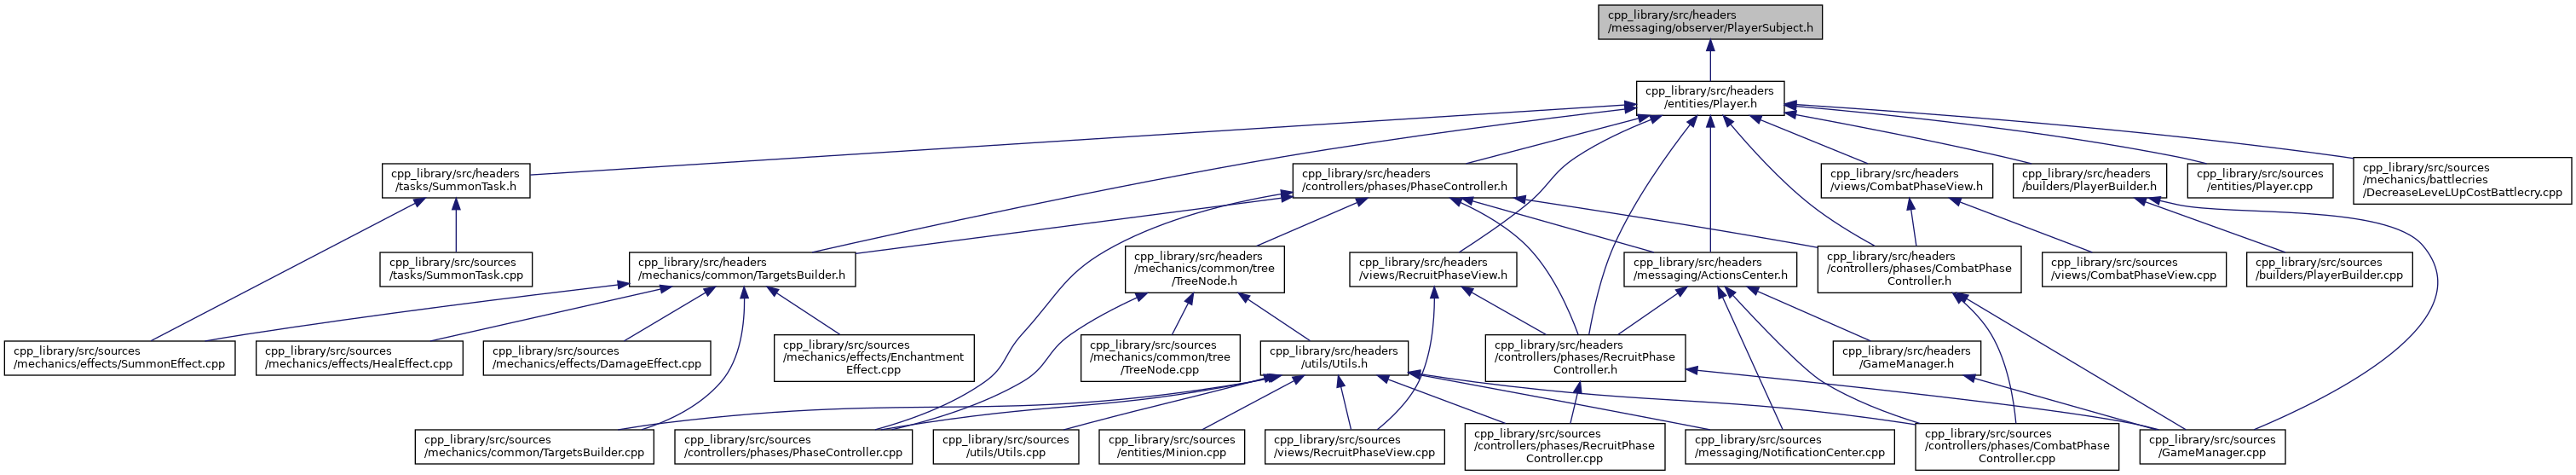 cpp_library/src/headers
/messaging/observer/PlayerSubject.h
cpp_library/src/headers
/entities/Player.h
cpp_library/src/headers
/tasks/SummonTask.h
cpp_library/src/headers
/controllers/phases/PhaseController.h
cpp_library/src/headers
/views/CombatPhaseView.h
cpp_library/src/headers
/builders/PlayerBuilder.h
cpp_library/src/sources
/entities/Player.cpp
cpp_library/src/sources
/mechanics/battlecries
/DecreaseLeveLUpCostBattlecry.cpp
cpp_library/src/sources
/tasks/SummonTask.cpp
cpp_library/src/headers
/mechanics/common/TargetsBuilder.h
cpp_library/src/headers
/mechanics/common/tree
/TreeNode.h
cpp_library/src/headers
/views/RecruitPhaseView.h
cpp_library/src/headers
/messaging/ActionsCenter.h
cpp_library/src/headers
/controllers/phases/CombatPhase
Controller.h
cpp_library/src/sources
/views/CombatPhaseView.cpp
cpp_library/src/sources
/builders/PlayerBuilder.cpp
cpp_library/src/sources
/mechanics/effects/SummonEffect.cpp
cpp_library/src/sources
/mechanics/effects/HealEffect.cpp
cpp_library/src/sources
/mechanics/effects/DamageEffect.cpp
cpp_library/src/sources
/mechanics/effects/Enchantment
Effect.cpp
cpp_library/src/sources
/mechanics/common/tree
/TreeNode.cpp
cpp_library/src/headers
/utils/Utils.h
cpp_library/src/headers
/controllers/phases/RecruitPhase
Controller.h
cpp_library/src/headers
/GameManager.h
cpp_library/src/sources
/mechanics/common/TargetsBuilder.cpp
cpp_library/src/sources
/controllers/phases/PhaseController.cpp
cpp_library/src/sources
/utils/Utils.cpp
cpp_library/src/sources
/entities/Minion.cpp
cpp_library/src/sources
/views/RecruitPhaseView.cpp
cpp_library/src/sources
/controllers/phases/RecruitPhase
Controller.cpp
cpp_library/src/sources
/messaging/NotificationCenter.cpp
cpp_library/src/sources
/controllers/phases/CombatPhase
Controller.cpp
cpp_library/src/sources
/GameManager.cpp